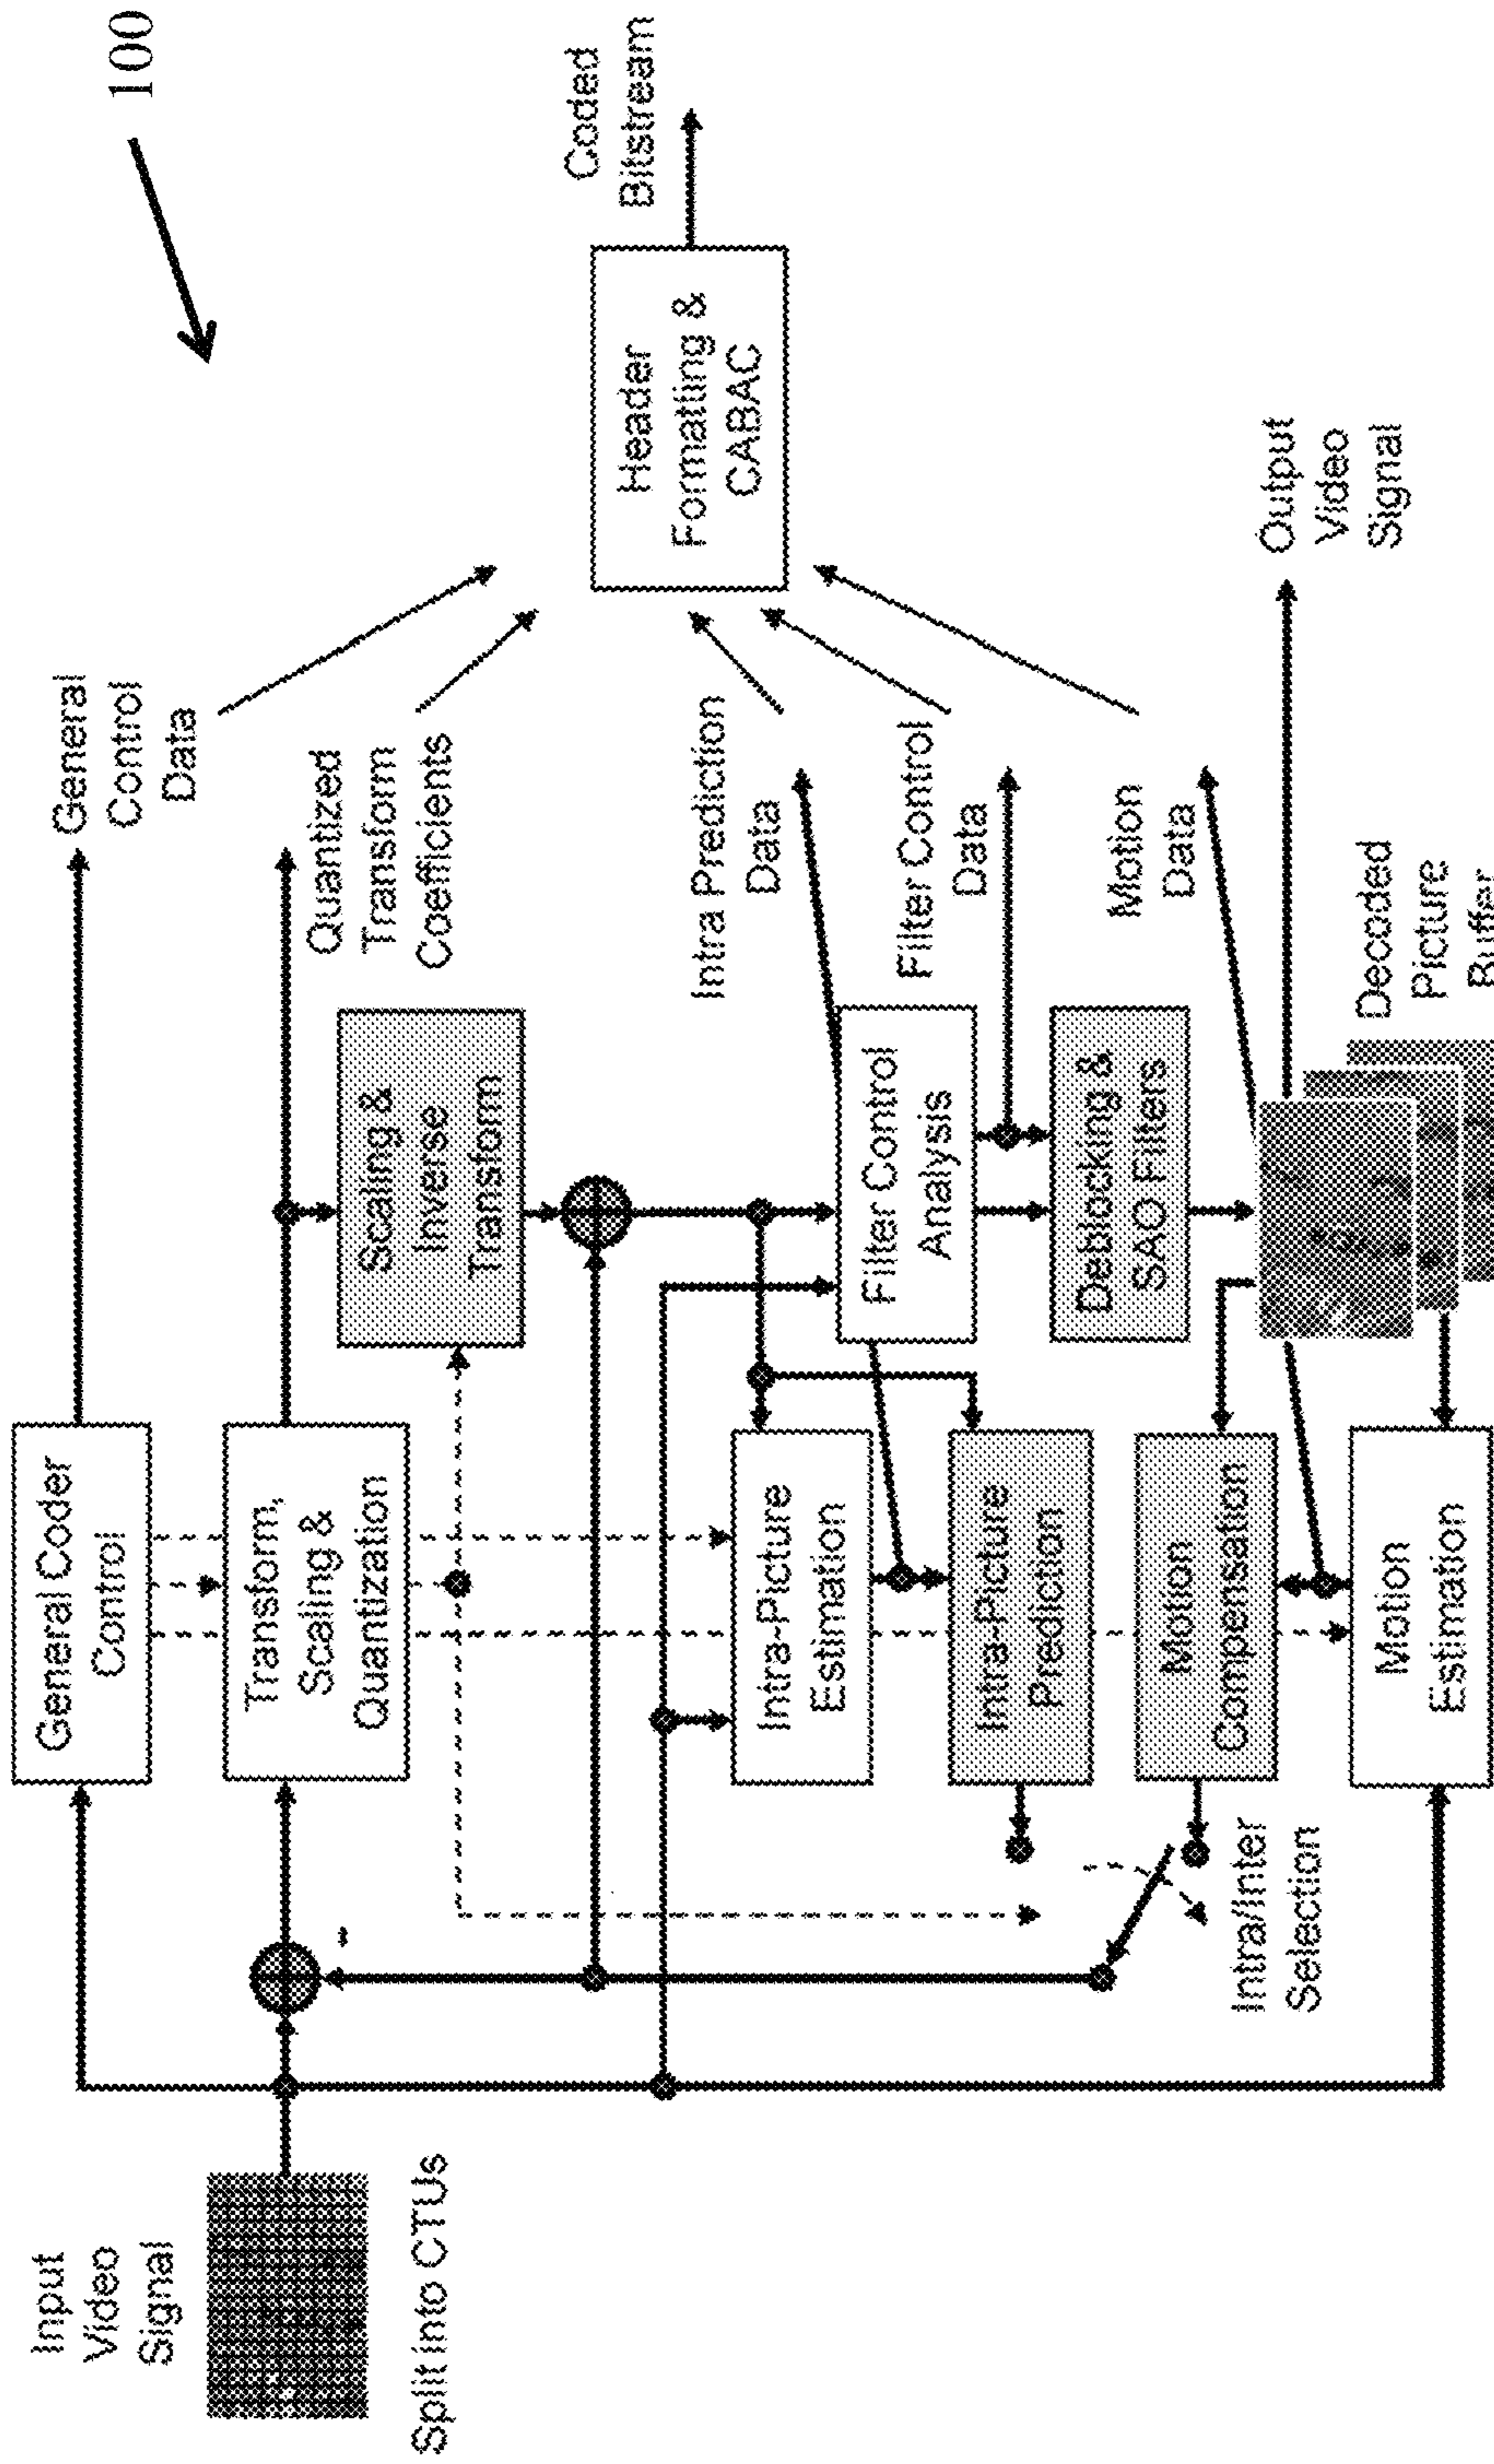 100
Input
Video
Signal
Split into CTUs
General Coder
Control
Transform,
Scaling &
Quantization
General
Control
Data
Quantized
Transform
Coefficients
Scaling &
Inverse
Transform
Coded
Bitstream
Header
Formatting &
CABAC
Intra-Picture
Estimation
Intra Prediction
Data
Filter Control
Analysis
Filter Control
Data
Intra-Picture
Prediction
Deblocking &
SAO Filters
Motion
Data
Motion
Compensation
Intra/Inter
Selection
Output
Video
Signal
Motion
Estimation
Decoded
Picture
Buffer